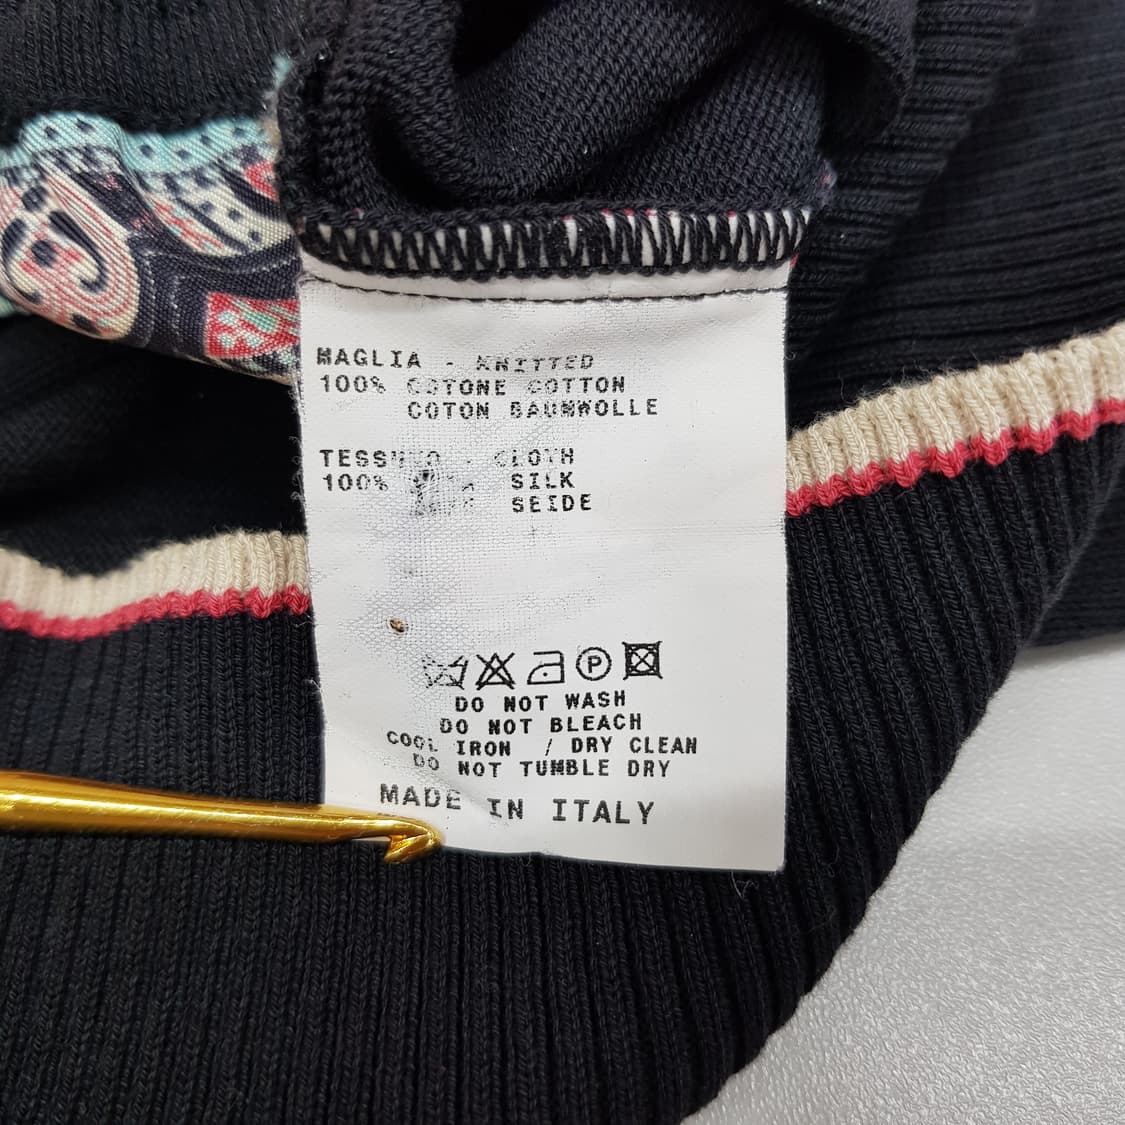 MAGLIA - KNITTED
100% COTONE COTTON
COTON BAUMWOLLE
TESSUTO - CLOTH
100% SILK
SEIDE
P
DO NOT WASH
DO NOT BLEACH
COOL IRON / DRY CLEAN
DO NOT TUMBLE DRY
MADE IN ITALY